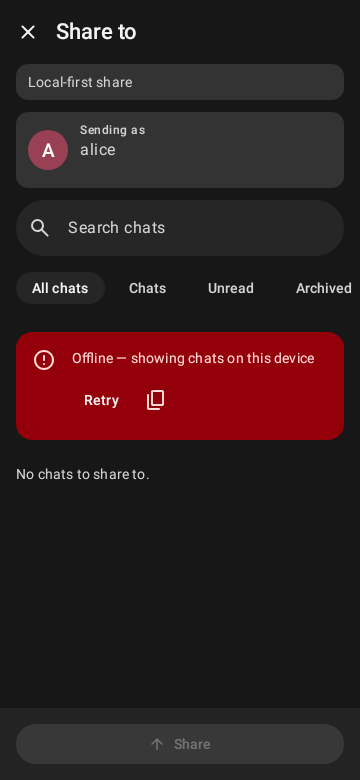 Share to
Local-first share
Sending as
A
alice
Search chats
All chats
Chats
Unread
Archived
Offline — showing chats on this device
Retry
No chats to share to.
Share